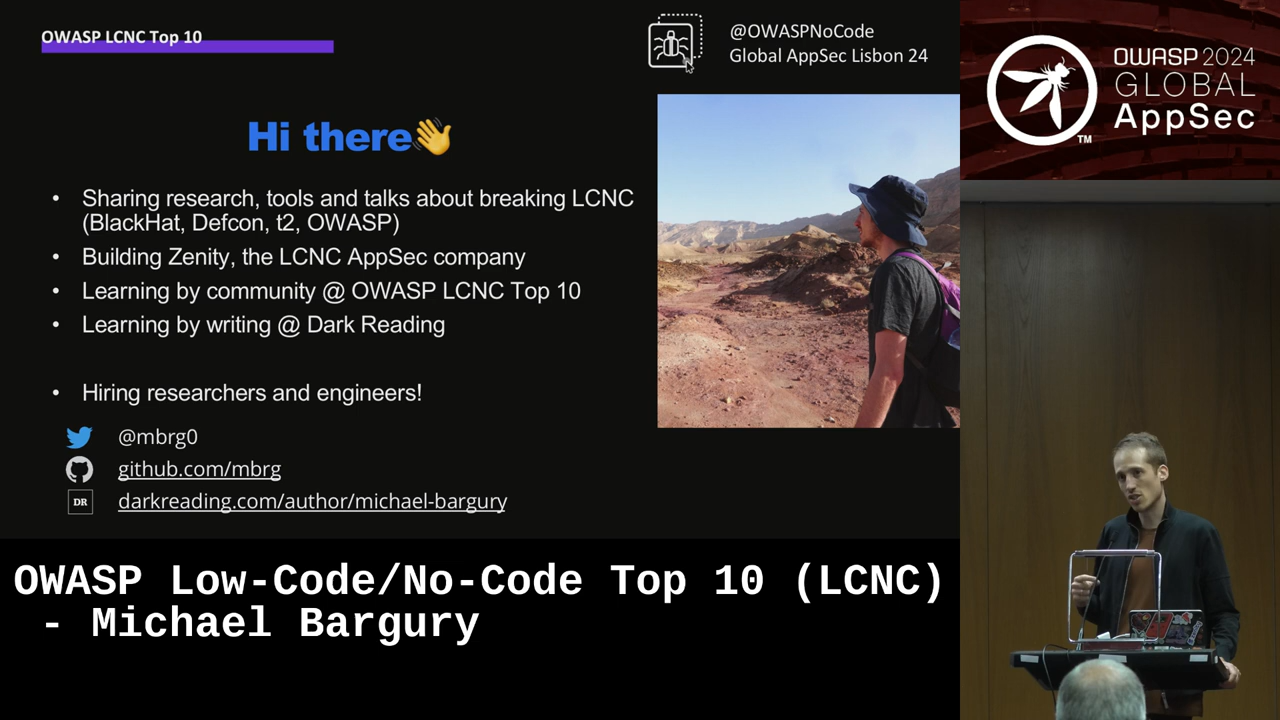 OWASP LCNC Top 10
@OWASPNoCode
Global AppSec Lisbon 24
Hi there👋
• Sharing research, tools and talks about breaking LCNC
(BlackHat, Defcon, t2, OWASP)
• Building Zenity, the LCNC AppSec company
• Learning by community @ OWASP LCNC Top 10
• Learning by writing @ Dark Reading
• Hiring researchers and engineers!
@mbrg0
github.com/mbrg
DR
darkreading.com/author/michael-bargury
OWASP Low-Code/No-Code Top 10 (LCNC)
- Michael Bargury
OWASP 2024
GLOBAL
AppSec
TM